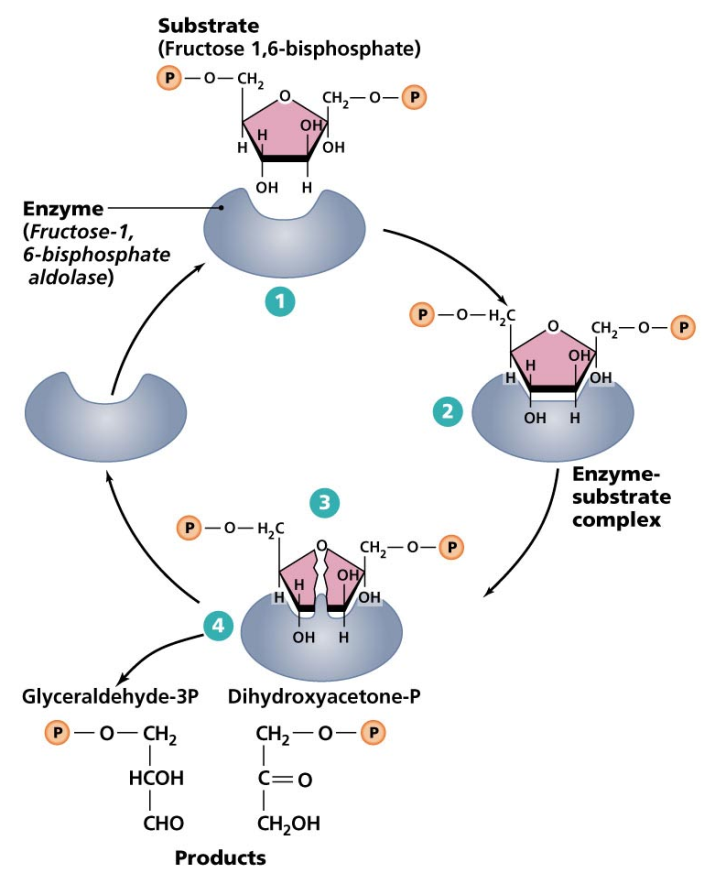 Substrate
(Fructose 1,6-bisphosphate)
P—O—CH₂
O
CH₂—O—P
H
H
OH
OH
OH
H
Enzyme
(Fructose-1,
6-bisphosphate
aldolase)
1
P—O—H₂C
O
CH₂—O—P
H
H
OH
OH
OH
H
2
Enzyme-
substrate
complex
3
P—O—H₂C
O
CH₂—O—P
H
H
OH
OH
OH
H
4
Glyceraldehyde-3P
P—O—CH₂
HCOH
CHO
Dihydroxyacetone-P
CH₂—O—P
C=O
CH₂OH
Products